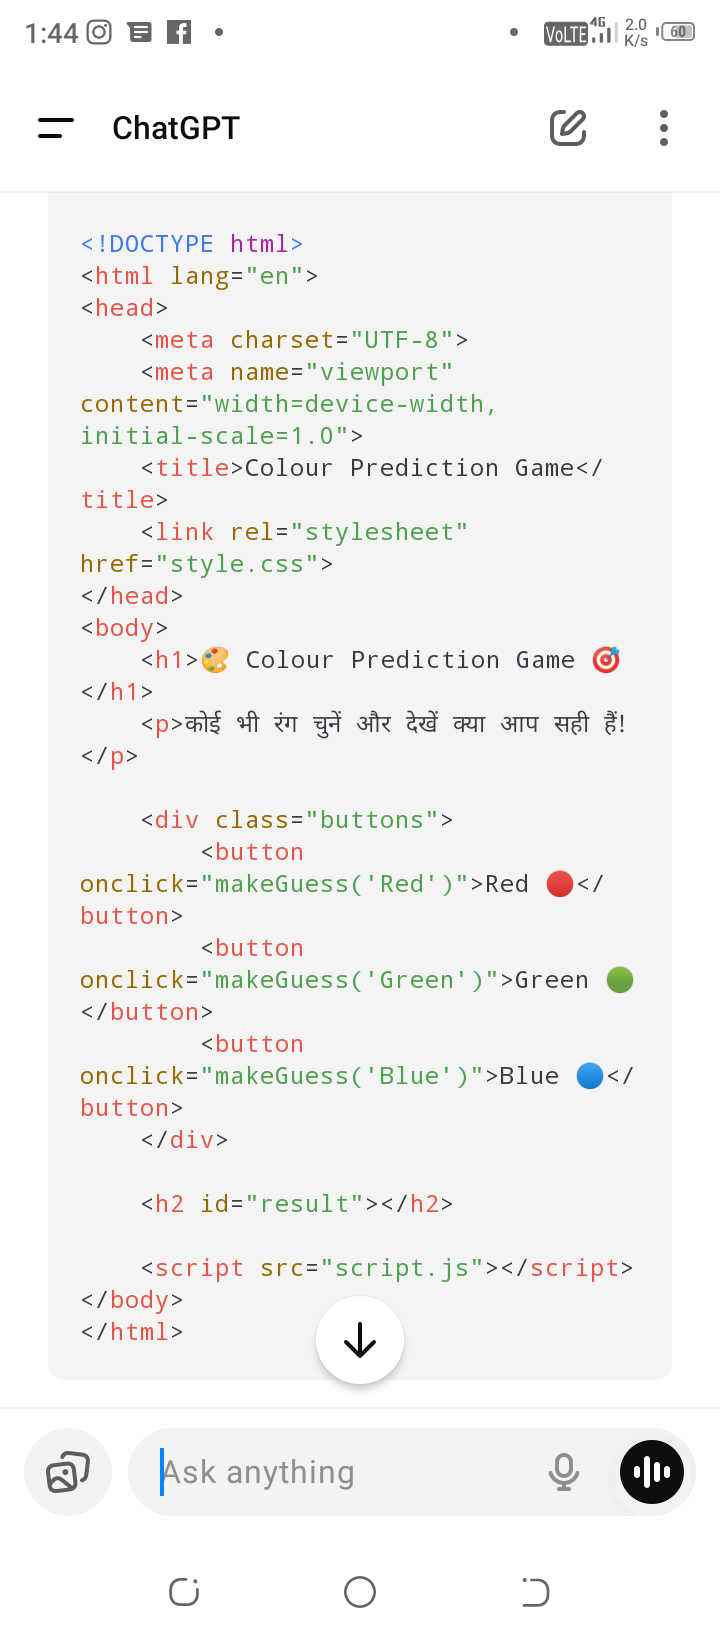 1:44
VoLTE 4G 2.0 K/s 60
ChatGPT
<!DOCTYPE html>
<html lang="en">
<head>
    <meta charset="UTF-8">
    <meta name="viewport"
content="width=device-width,
initial-scale=1.0">
    <title>Colour Prediction Game</
title>
    <link rel="stylesheet"
href="style.css">
</head>
<body>
    <h1>🎨 Colour Prediction Game 🎯
</h1>
    <p>कोई भी रंग चुनें और देखें क्या आप सही हैं!
</p>
    <div class="buttons">
        <button
onclick="makeGuess('Red')">Red 🔴</
button>
        <button
onclick="makeGuess('Green')">Green 🟢
</button>
        <button
onclick="makeGuess('Blue')">Blue 🔵</
button>
    </div>
    <h2 id="result"></h2>
    <script src="script.js"></script>
</body>
</html>
Ask anything